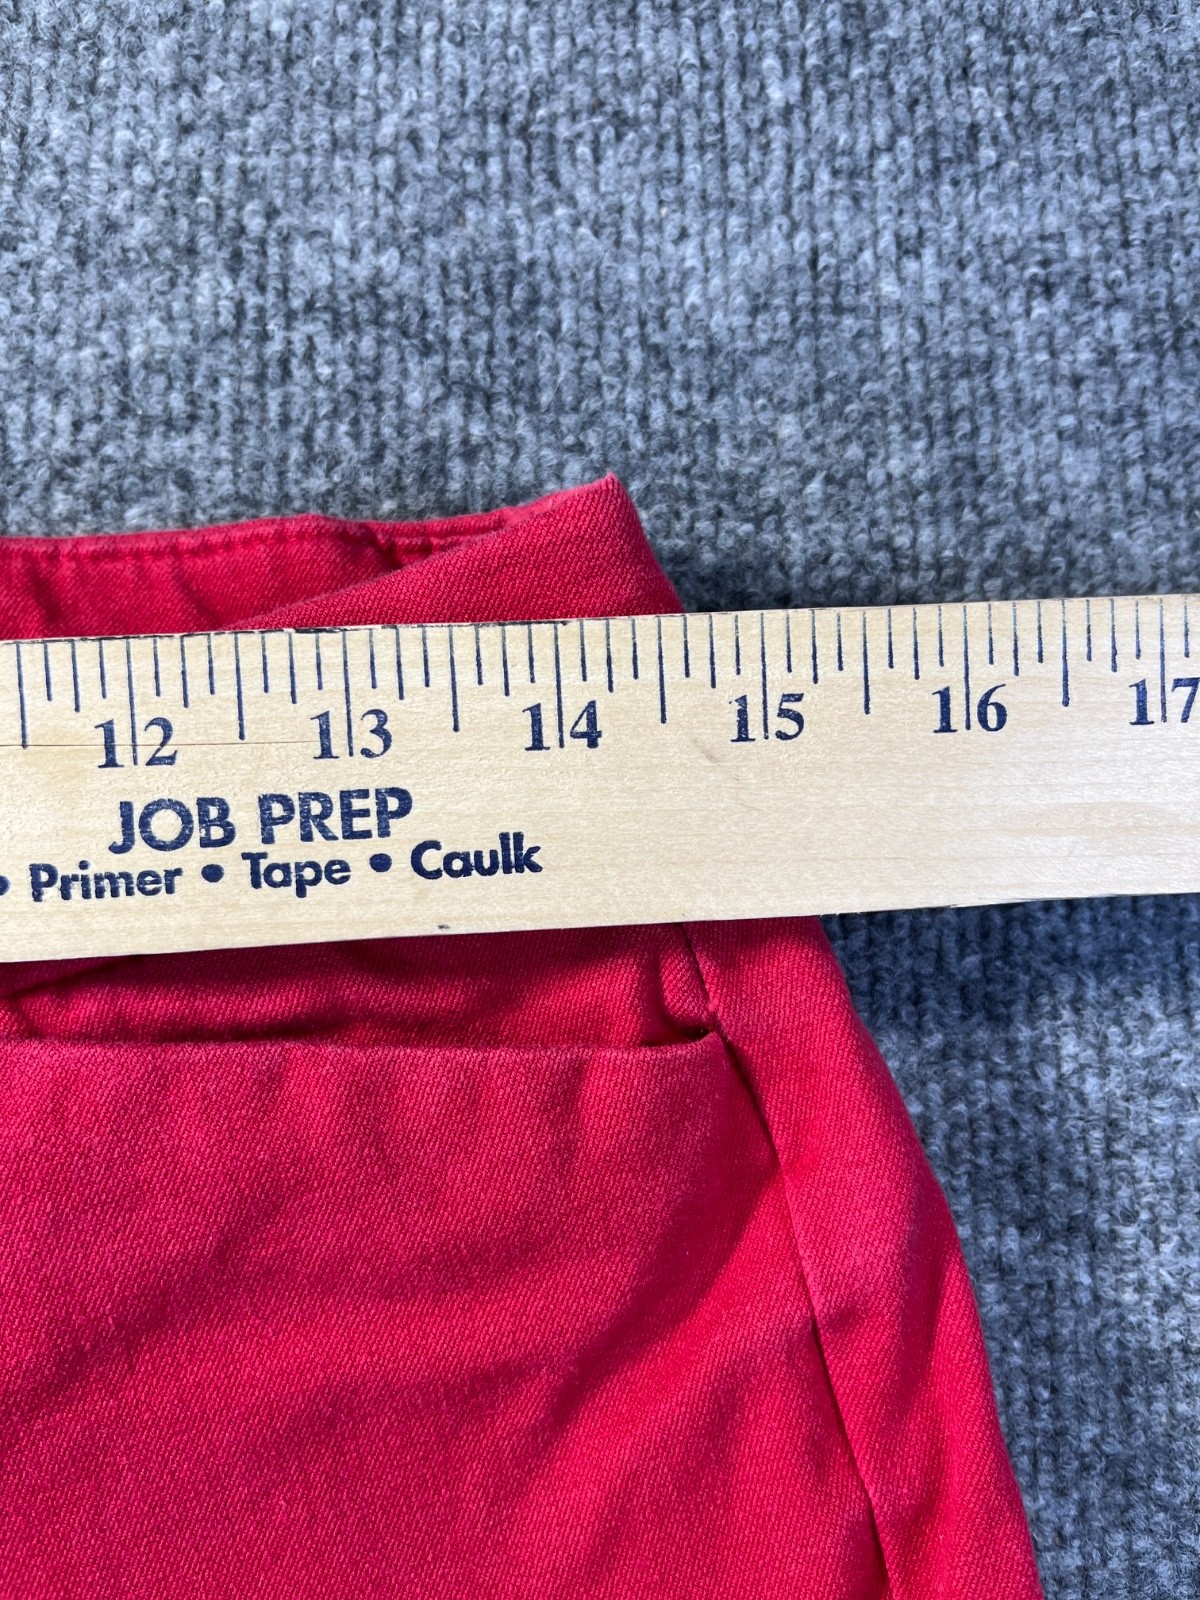 12 13 14 15 16 17
JOB PREP
• Primer • Tape • Caulk